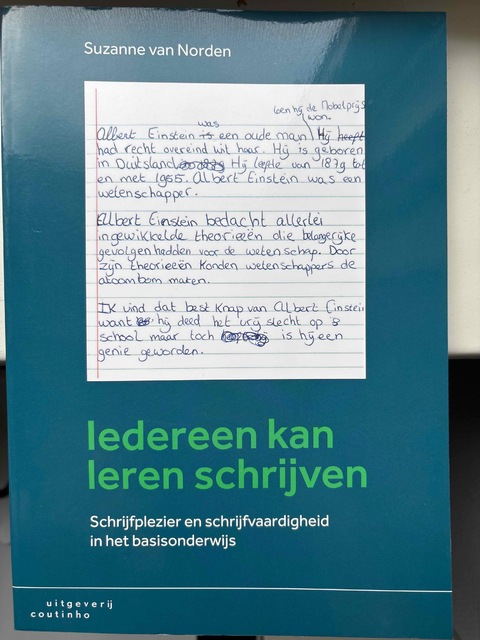 Suzanne van Norden
toen hij de Nobelprijs
was won.
Albert Einstein is een oude man Hij heeft
had recht overeind wit haar. Hij is geboren
in Duitsland Hij leefde van 1879 tot
en met 1955. Albert Einstein was een
wetenschapper.
Albert Einstein bedacht allerlei
ingewikkelde theorieën die belangerijke
gevolgen hadden voor de wetenschap. Door
zijn theorieeën konden wetenschappers de
atoombom maken.
Ik vind dat best knap van Albert Einstein
want hij deed het vrij slecht op
school maar toch is hij een
genie geworden.
Iedereen kan
leren schrijven
Schrijfplezier en schrijfvaardigheid
in het basisonderwijs
uitgeverij
coutinho